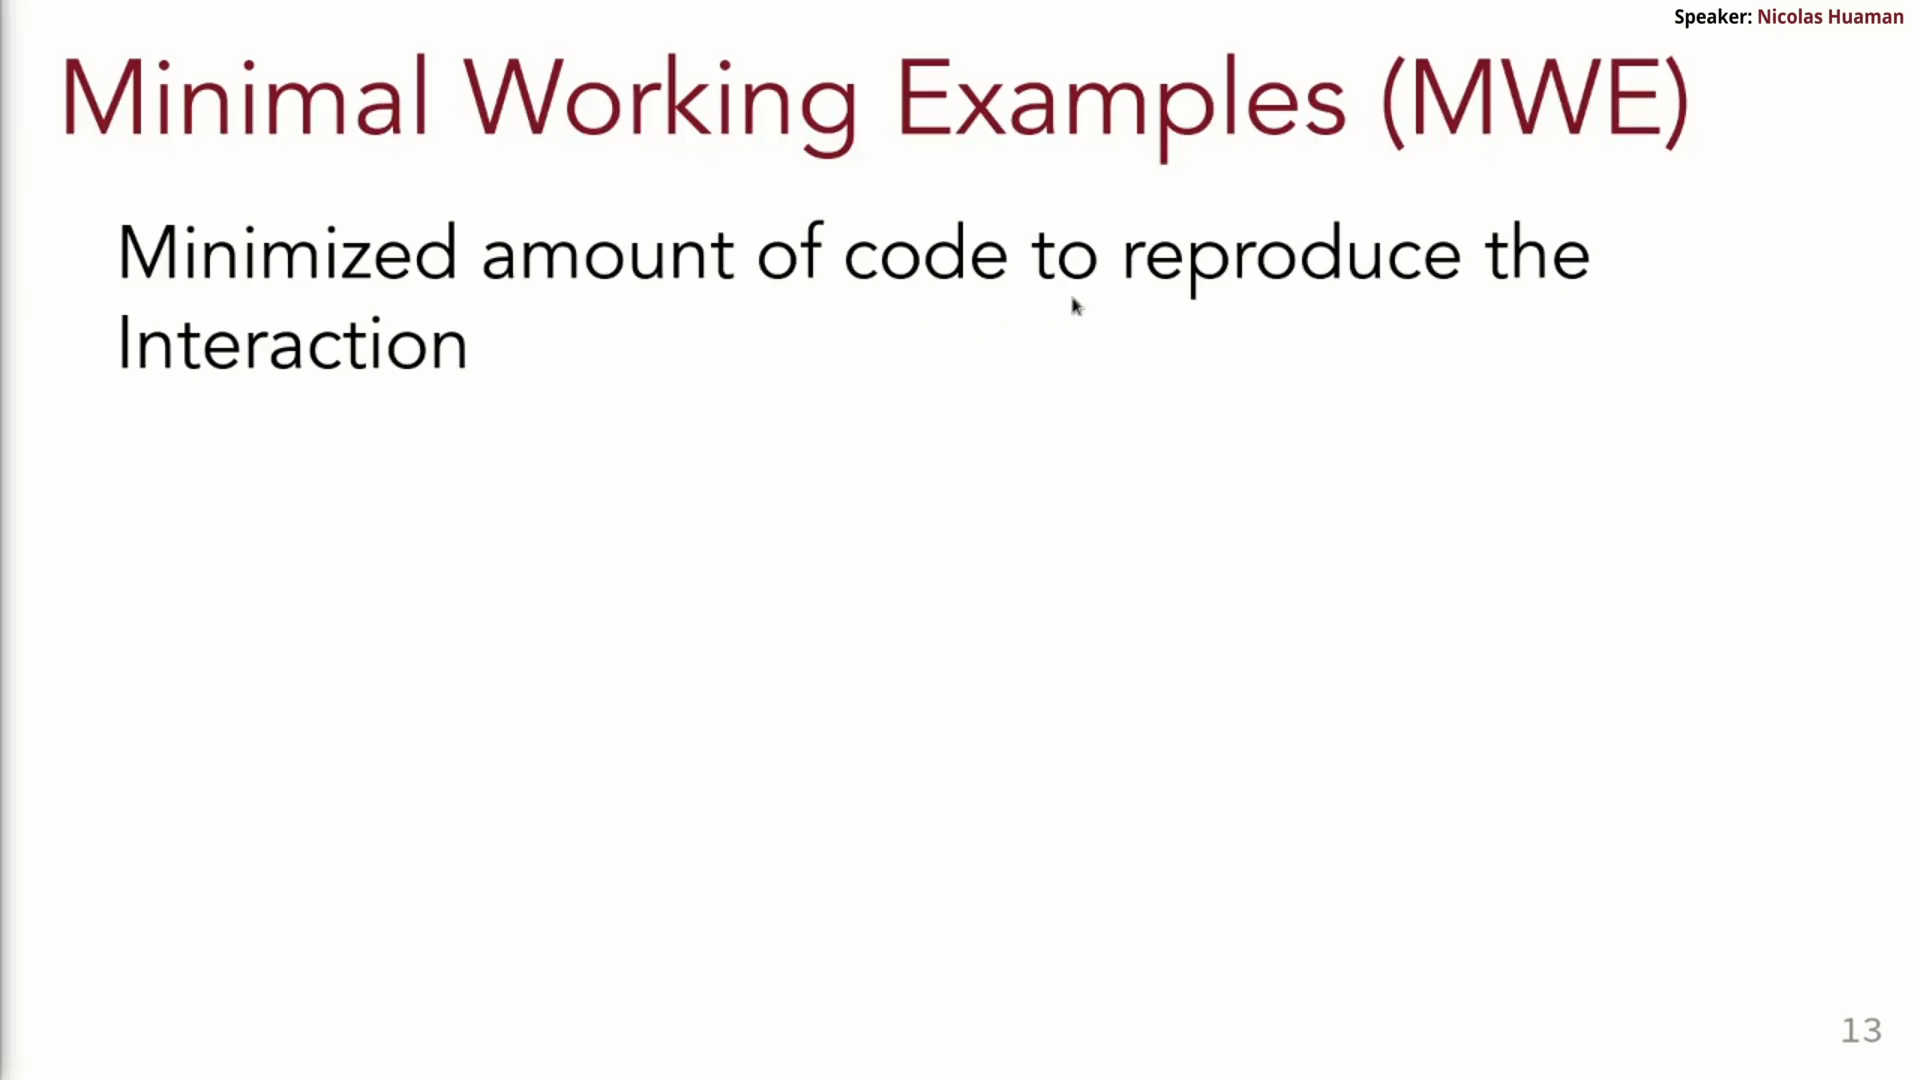 Speaker: Nicolas Huaman
Minimal Working Examples (MWE)
Minimized amount of code to reproduce the
Interaction
13